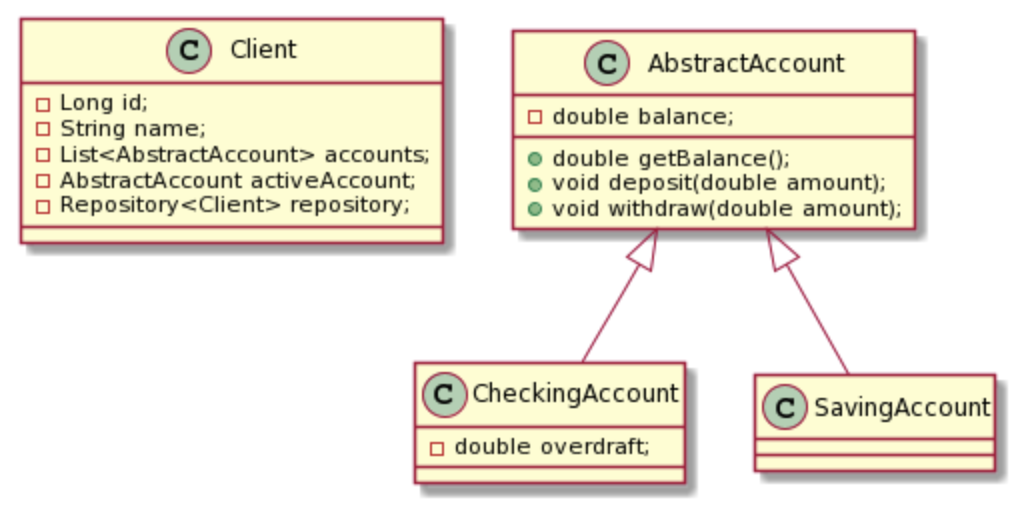 C Client
Long id;
String name;
List<AbstractAccount> accounts;
AbstractAccount activeAccount;
Repository<Client> repository;
C AbstractAccount
double balance;
double getBalance();
void deposit(double amount);
void withdraw(double amount);
C CheckingAccount
double overdraft;
C SavingAccount